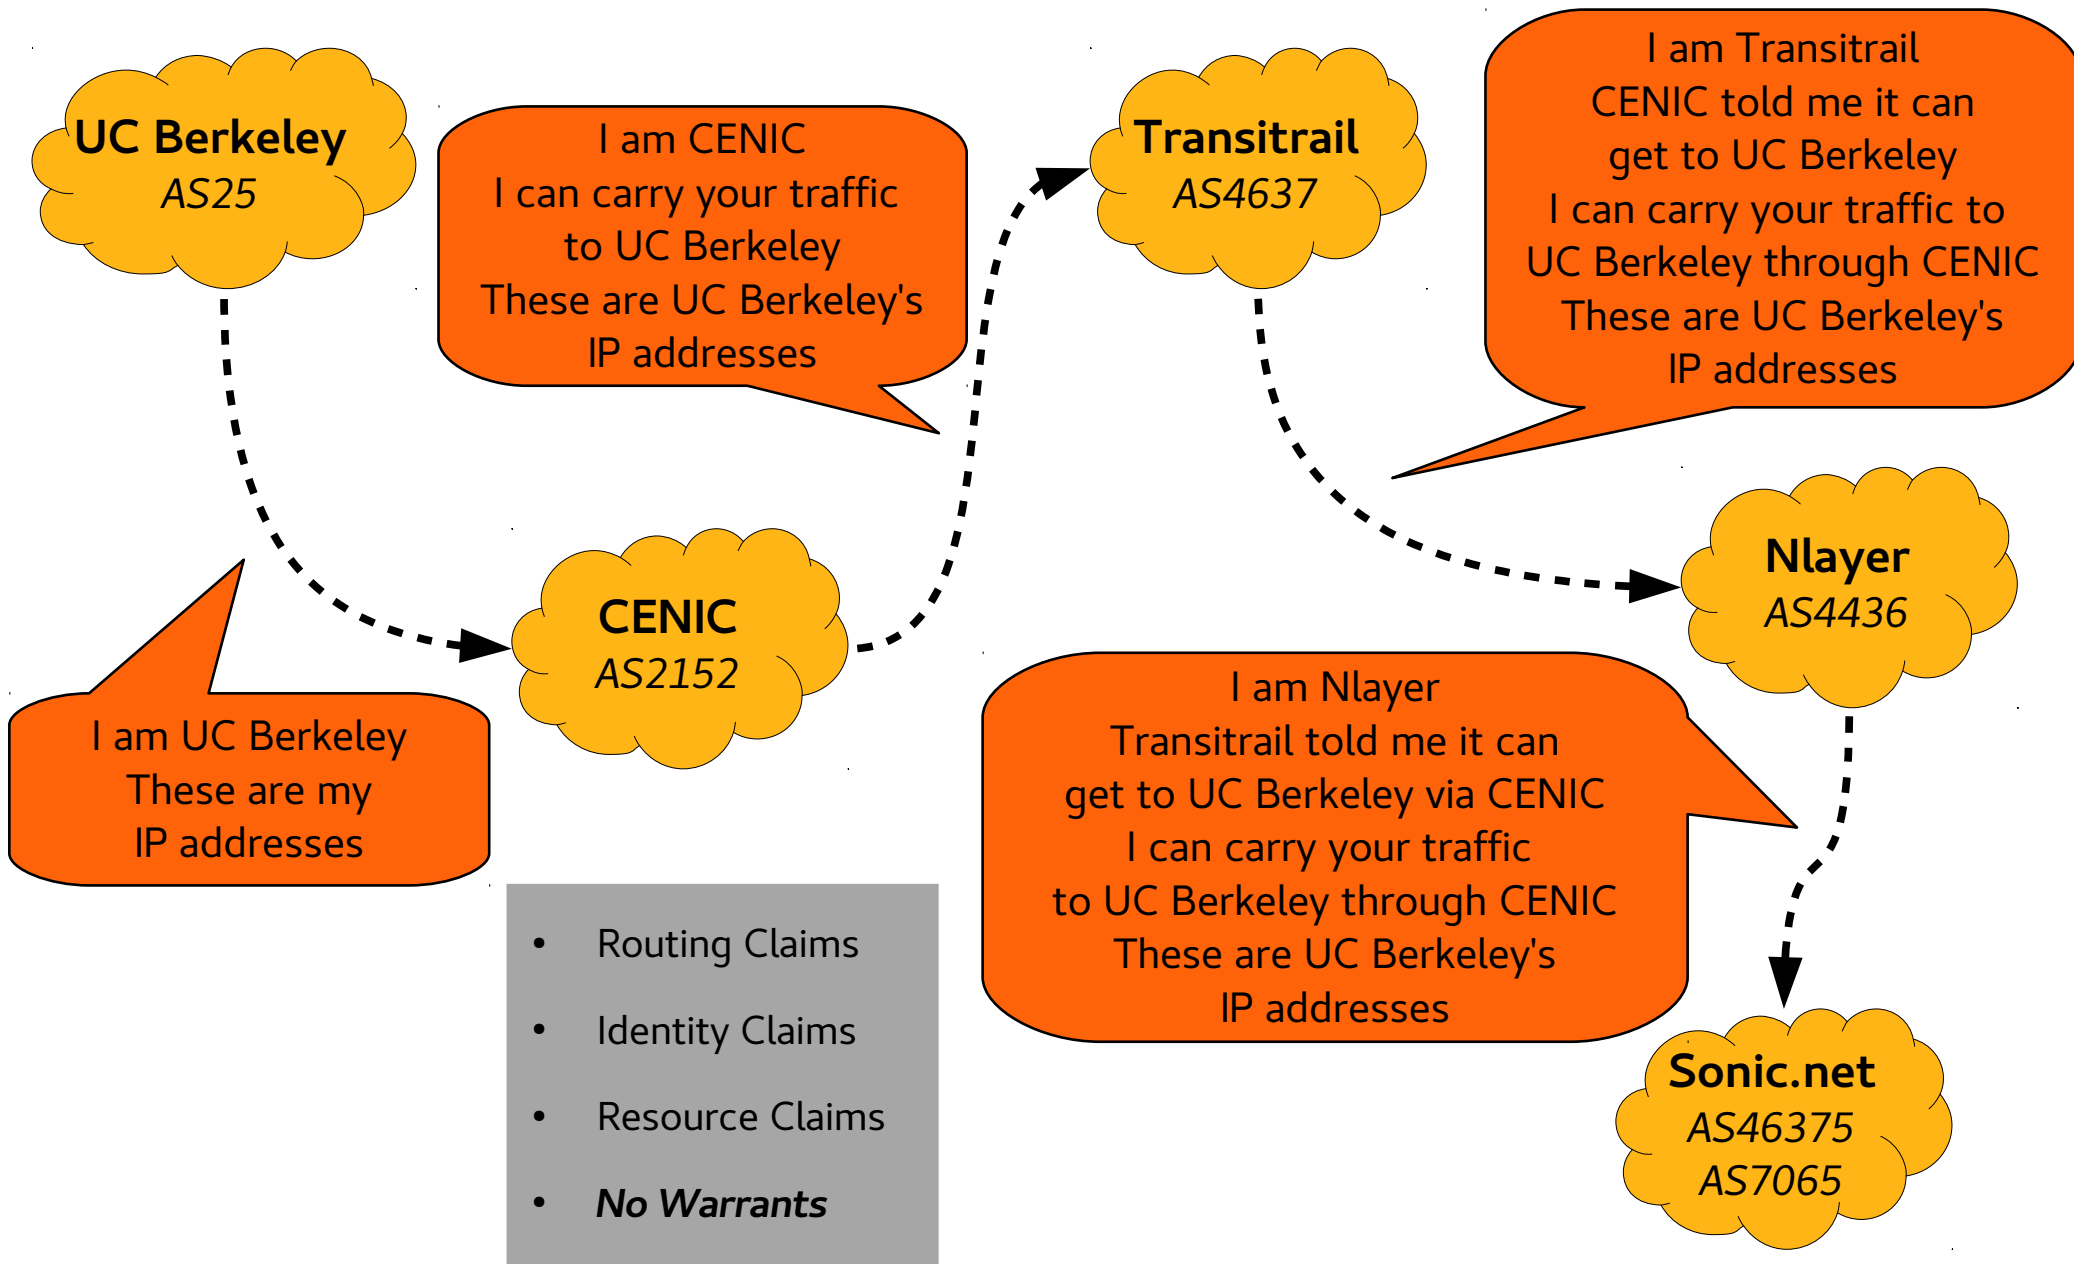 UC Berkeley
AS25
I am CENIC
I can carry your traffic
to UC Berkeley
These are UC Berkeley's
IP addresses
Transitrail
AS4637
I am Transitrail
CENIC told me it can
get to UC Berkeley
I can carry your traffic to
UC Berkeley through CENIC
These are UC Berkeley's
IP addresses
I am UC Berkeley
These are my
IP addresses
CENIC
AS2152
Nlayer
AS4436
I am Nlayer
Transitrail told me it can
get to UC Berkeley via CENIC
I can carry your traffic
to UC Berkeley through CENIC
These are UC Berkeley's
IP addresses
• Routing Claims
• Identity Claims
• Resource Claims
• No Warrants
Sonic.net
AS46375
AS7065